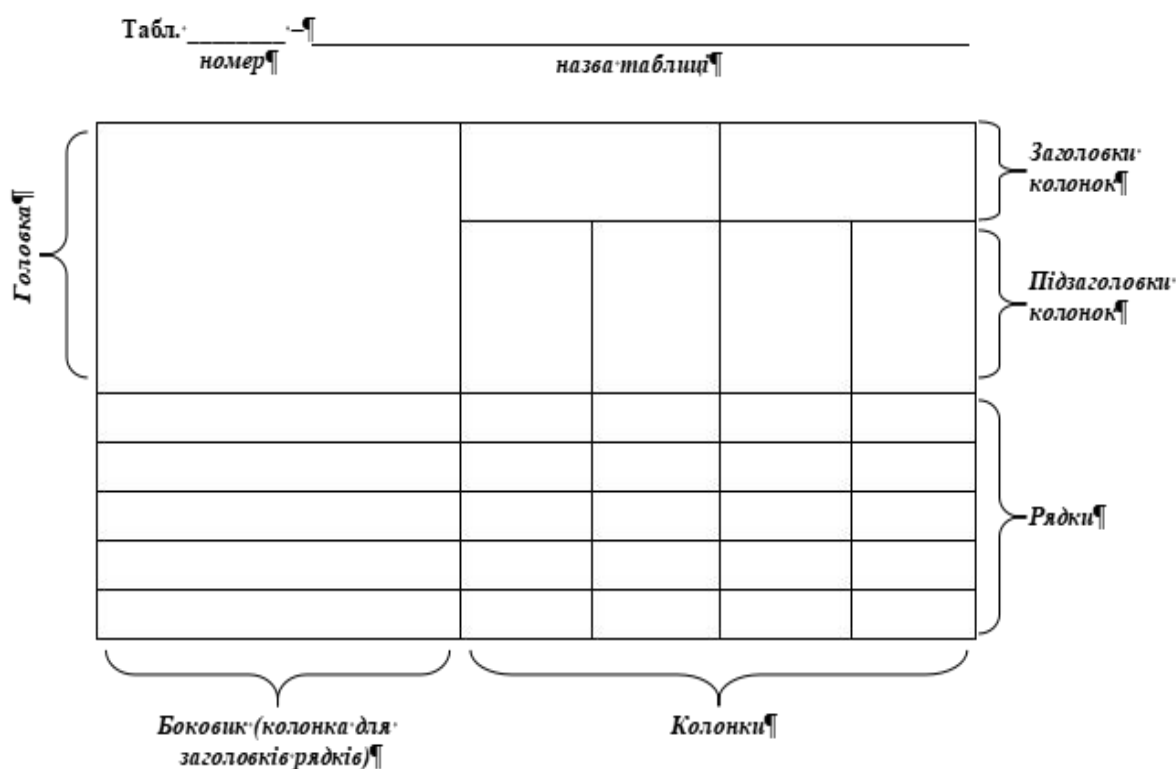 Табл.·________·–¶
номер¶
назва·таблиці¶
Головка¶
Заголовки·
колонок¶
Підзаголовки·
колонок¶
Рядки¶
Боковик·(колонка·для·
заголовків·рядків)¶
Колонки¶